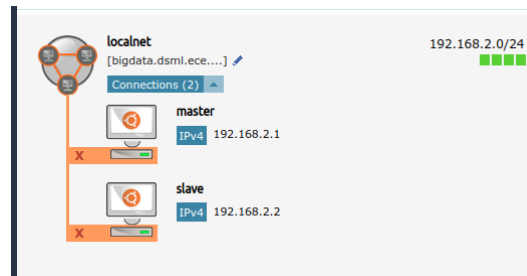 localnet
192.168.2.0/24
[bigdata.dsml.ece....]
Connections (2)
master
IPv4 192.168.2.1
X
slave
IPv4 192.168.2.2
X